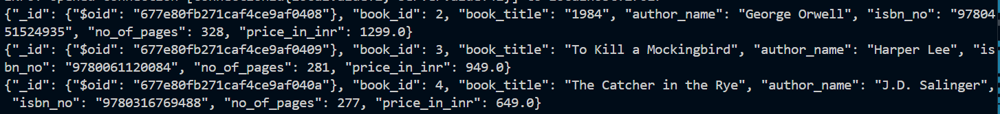 {"_id": {"$oid": "677e80fb271caf4ce9af0408"}, "book_id": 2, "book_title": "1984", "author_name": "George Orwell", "isbn_no": "97804
51524935", "no_of_pages": 328, "price_in_inr": 1299.0}
{"_id": {"$oid": "677e80fb271caf4ce9af0409"}, "book_id": 3, "book_title": "To Kill a Mockingbird", "author_name": "Harper Lee", "is
bn_no": "9780061120084", "no_of_pages": 281, "price_in_inr": 949.0}
{"_id": {"$oid": "677e80fb271caf4ce9af040a"}, "book_id": 4, "book_title": "The Catcher in the Rye", "author_name": "J.D. Salinger",
"isbn_no": "9780316769488", "no_of_pages": 277, "price_in_inr": 649.0}